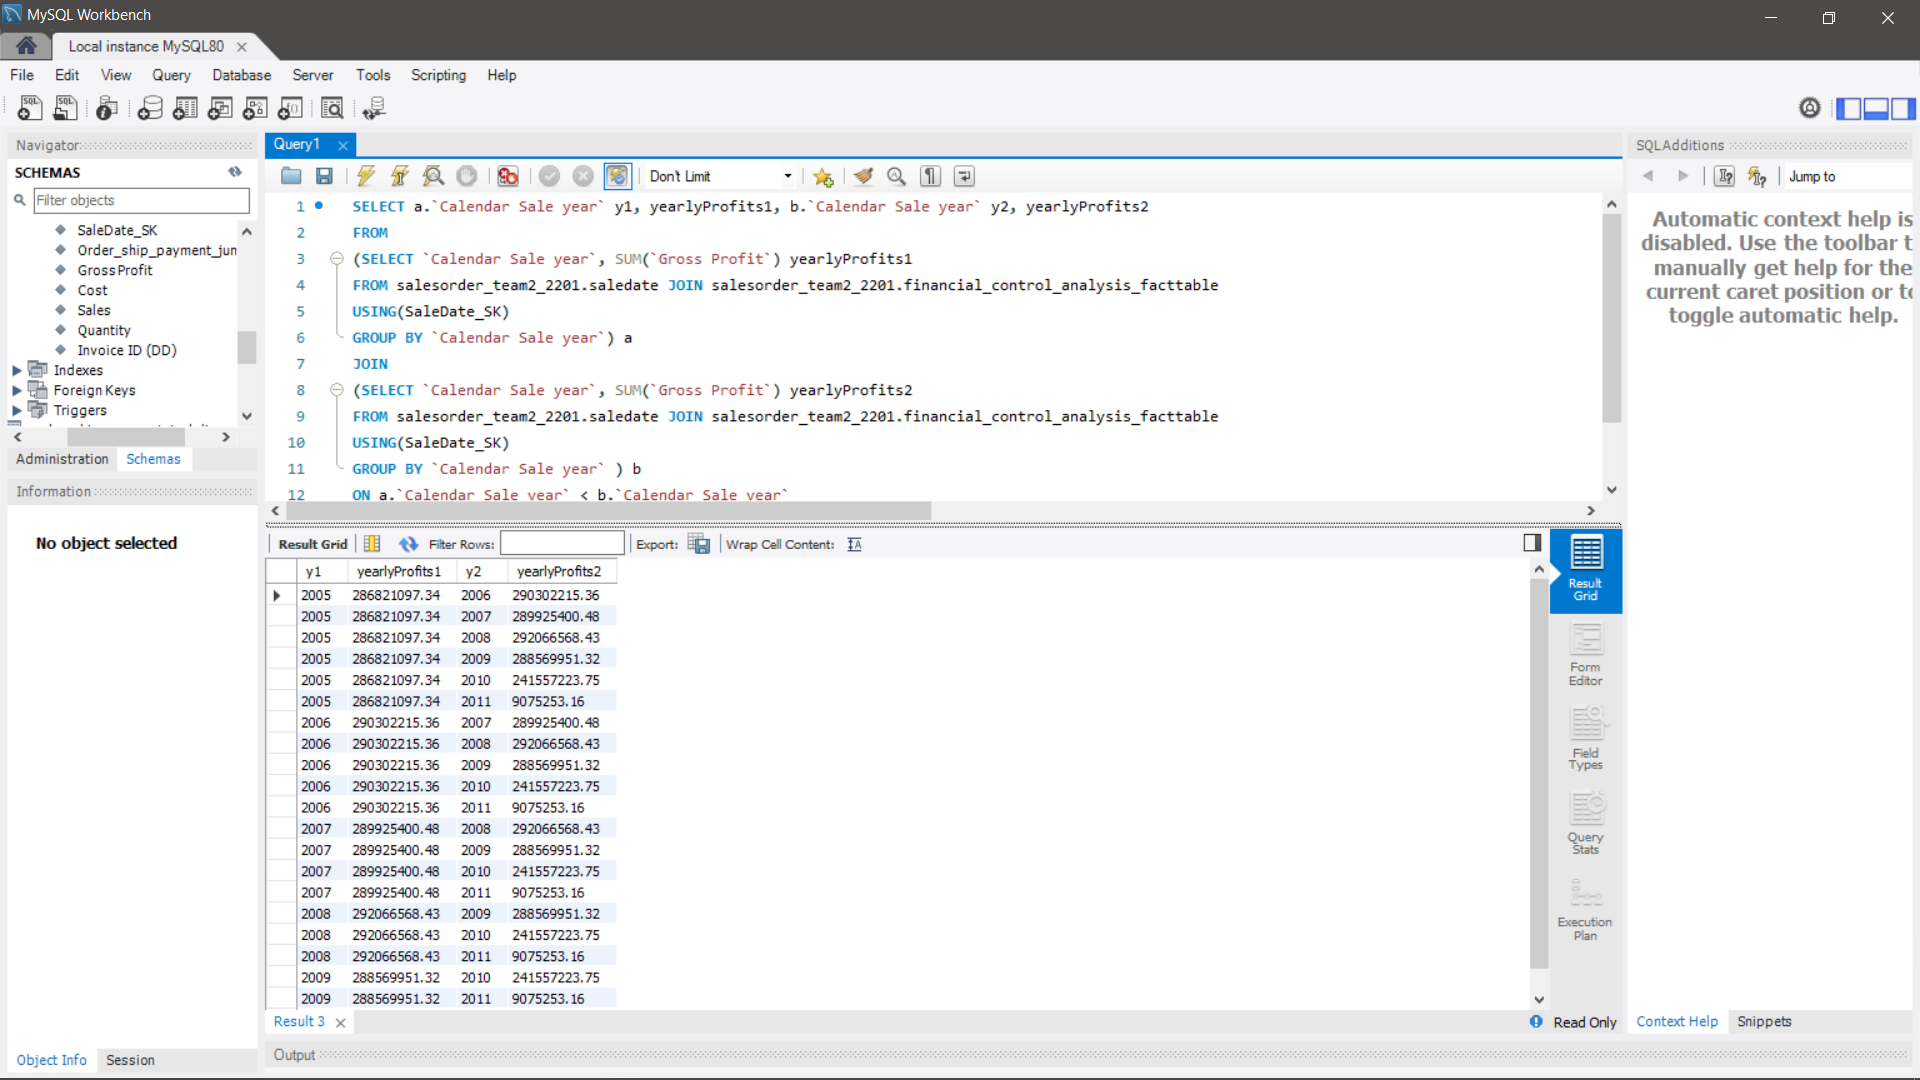 MySQL Workbench
Local instance MySQL80
File Edit View Query Database Server Tools Scripting Help
Navigator
SCHEMAS
Filter objects
SaleDate_SK
Order_ship_payment_jun
GrossProfit
Cost
Sales
Quantity
Invoice ID (DD)
Indexes
Foreign Keys
Triggers
Administration Schemas
Information
No object selected
Object Info Session
Query1
Don't Limit
1 SELECT a.`Calendar Sale year` y1, yearlyProfits1, b.`Calendar Sale year` y2, yearlyProfits2
2 FROM
3 (SELECT `Calendar Sale year`, SUM(`Gross Profit`) yearlyProfits1
4 FROM salesorder_team2_2201.saledate JOIN salesorder_team2_2201.financial_control_analysis_facttable
5 USING(SaleDate_SK)
6 GROUP BY `Calendar Sale year`) a
7 JOIN
8 (SELECT `Calendar Sale year`, SUM(`Gross Profit`) yearlyProfits2
9 FROM salesorder_team2_2201.saledate JOIN salesorder_team2_2201.financial_control_analysis_facttable
10 USING(SaleDate_SK)
11 GROUP BY `Calendar Sale year` ) b
12 ON a.`Calendar Sale year` < b.`Calendar Sale year`
Result Grid Filter Rows: Export: Wrap Cell Content:
y1 yearlyProfits1 y2 yearlyProfits2
2005 286821097.34 2006 290302215.36
2005 286821097.34 2007 289925400.48
2005 286821097.34 2008 292066568.43
2005 286821097.34 2009 288569951.32
2005 286821097.34 2010 241557223.75
2005 286821097.34 2011 9075253.16
2006 290302215.36 2007 289925400.48
2006 290302215.36 2008 292066568.43
2006 290302215.36 2009 288569951.32
2006 290302215.36 2010 241557223.75
2006 290302215.36 2011 9075253.16
2007 289925400.48 2008 292066568.43
2007 289925400.48 2009 288569951.32
2007 289925400.48 2010 241557223.75
2007 289925400.48 2011 9075253.16
2008 292066568.43 2009 288569951.32
2008 292066568.43 2010 241557223.75
2008 292066568.43 2011 9075253.16
2009 288569951.32 2010 241557223.75
2009 288569951.32 2011 9075253.16
Result
Grid
Form
Editor
Field
Types
Query
Stats
Execution
Plan
Result 3
Read Only
Output
SQLAdditions
Jump to
Automatic context help is
disabled. Use the toolbar t
manually get help for the
current caret position or to
toggle automatic help.
Context Help Snippets